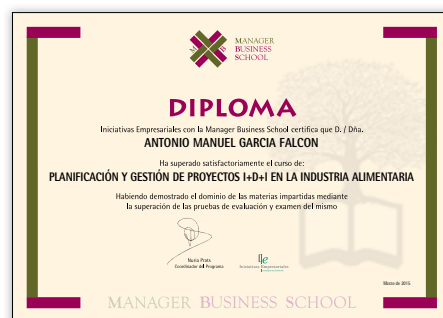 MANAGER
BUSINESS
SCHOOL
M
B
DIPLOMA
Iniciativas Empresariales con la Manager Business School certifica que D. / Dña.
ANTONIO MANUEL GARCIA FALCON
Ha superado satisfactoriamente el curso de:
PLANIFICACIÓN Y GESTIÓN DE PROYECTOS I+D+I EN LA INDUSTRIA ALIMENTARIA
Habiendo demostrado el dominio de las materias impartidas mediante
la superación de las pruebas de evaluación y examen del mismo
Nuria Prats
Coordinador del Programa
Iniciativas Empresariales
Marzo de 2015
MANAGER BUSINESS SCHOOL